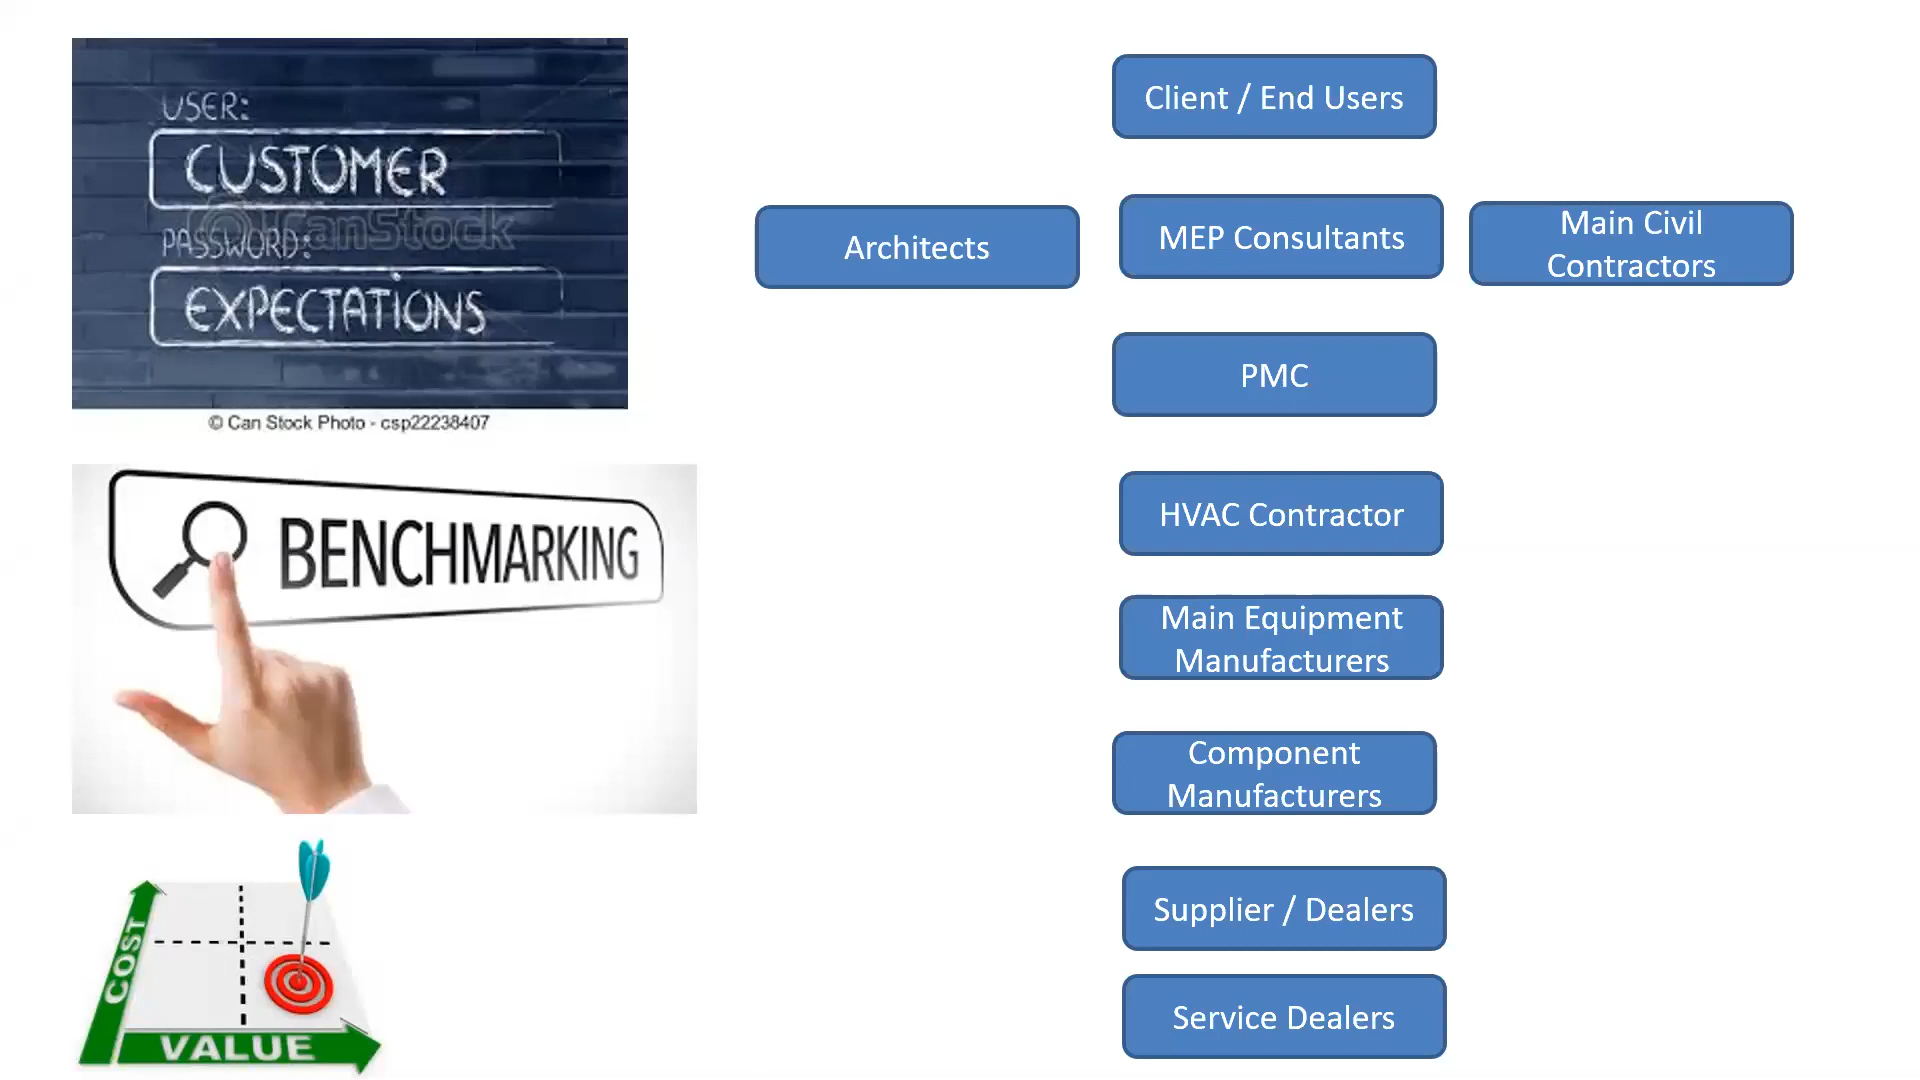 USER:
CUSTOMER
CanStock
PASSWORD:
EXPECTATIONS
© Can Stock Photo - csp22238407
BENCHMARKING
COST
VALUE
Client / End Users
Architects
MEP Consultants
Main Civil
Contractors
PMC
HVAC Contractor
Main Equipment
Manufacturers
Component
Manufacturers
Supplier / Dealers
Service Dealers